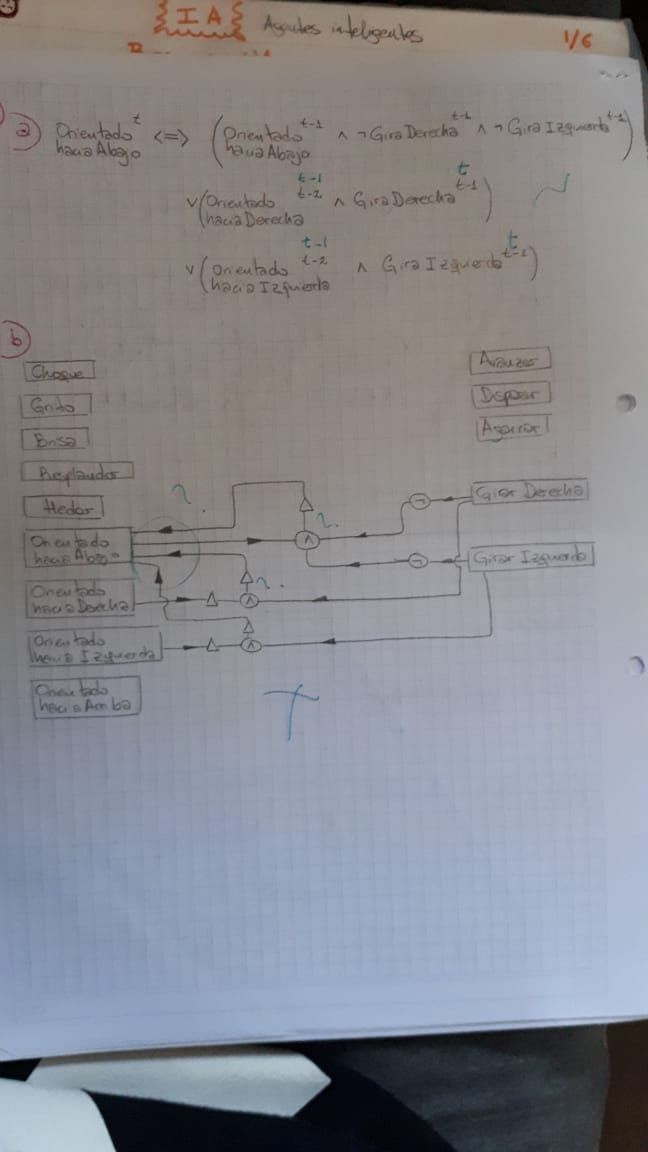 IA Agentes inteligentes 1/6
a) Orientado hacia Abajo t <=> (Orientado hacia Abajo t-1 ∧ ¬ Gira Derecha t-1 ∧ ¬ Gira Izquierda t-1)
t-1 t
∨ (Orientado hacia Derecha t-2 ∧ Gira Derecha t-1)
t-1 t
∨ (Orientado hacia Izquierda t-2 ∧ Gira Izquierda t-1)
b)
Choque
Grito
Brisa
Resplandor
Hedor
Orientado hacia Abajo
Orientado hacia Derecha
Orientado hacia Izquierda
Orientado hacia Arriba
Avanzar
Disparar
Agarrar
Girar Derecha
Girar Izquierda
?.
?.
?.
¬
¬
∧
∧
∧